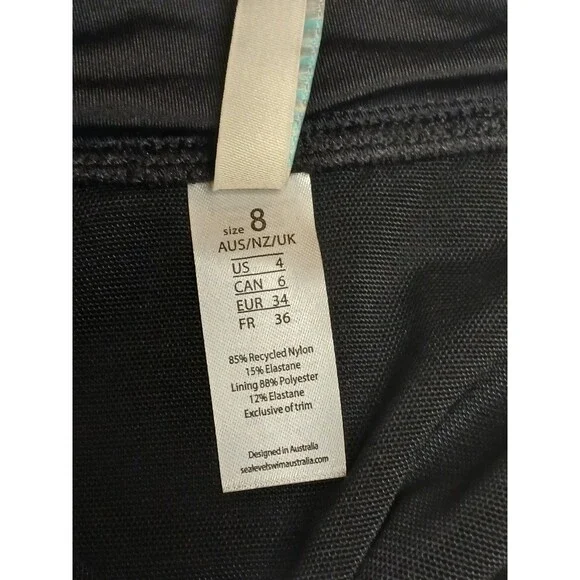 size 8
AUS/NZ/UK
US 4
CAN 6
EUR 34
FR 36
85% Recycled Nylon
15% Elastane
Lining 88% Polyester
12% Elastane
Exclusive of trim
Designed in Australia
sealevelswimaustralia.com